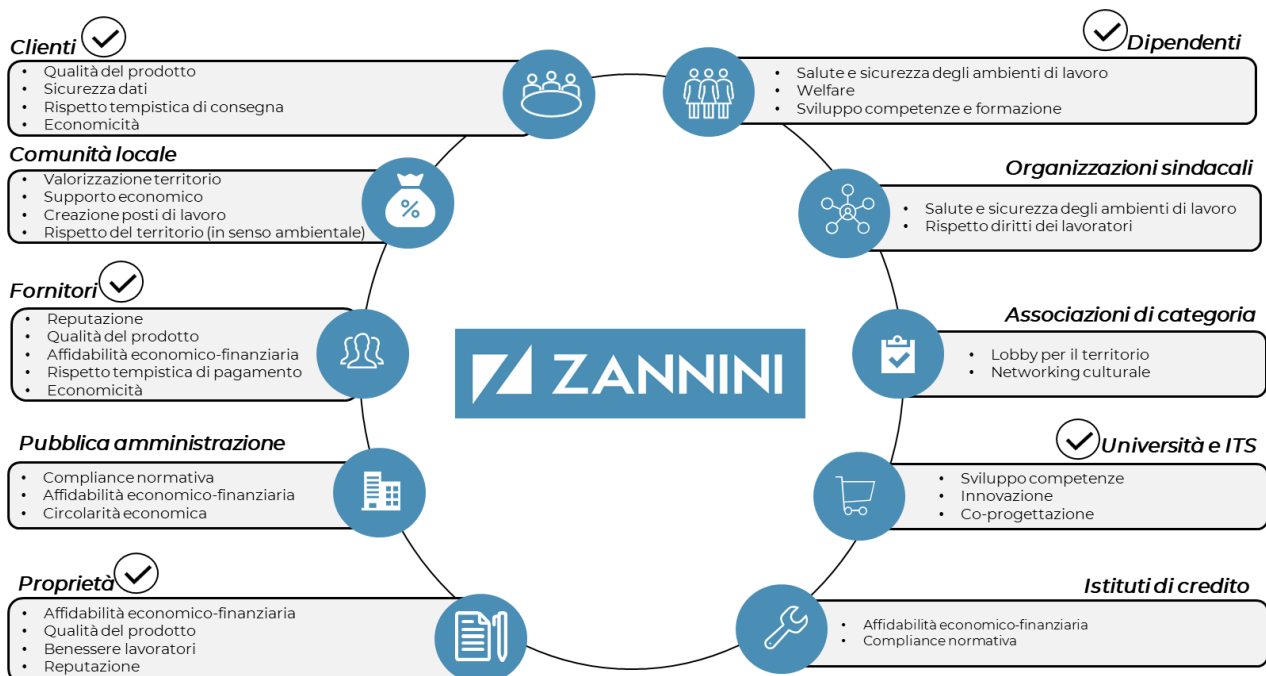 Clienti
• Qualità del prodotto
• Sicurezza dati
• Rispetto tempistica di consegna
• Economicità
Comunità locale
• Valorizzazione territorio
• Supporto economico
• Creazione posti di lavoro
• Rispetto del territorio (in senso ambientale)
Fornitori
• Reputazione
• Qualità del prodotto
• Affidabilità economico-finanziaria
• Rispetto tempistica di pagamento
• Economicità
Pubblica amministrazione
• Compliance normativa
• Affidabilità economico-finanziaria
• Circolarità economica
Proprietà
• Affidabilità economico-finanziaria
• Qualità del prodotto
• Benessere lavoratori
• Reputazione
%
ZANNINI
Dipendenti
• Salute e sicurezza degli ambienti di lavoro
• Welfare
• Sviluppo competenze e formazione
Organizzazioni sindacali
• Salute e sicurezza degli ambienti di lavoro
• Rispetto diritti dei lavoratori
Associazioni di categoria
• Lobby per il territorio
• Networking culturale
Università e ITS
• Sviluppo competenze
• Innovazione
• Co-progettazione
Istituti di credito
• Affidabilità economico-finanziaria
• Compliance normativa